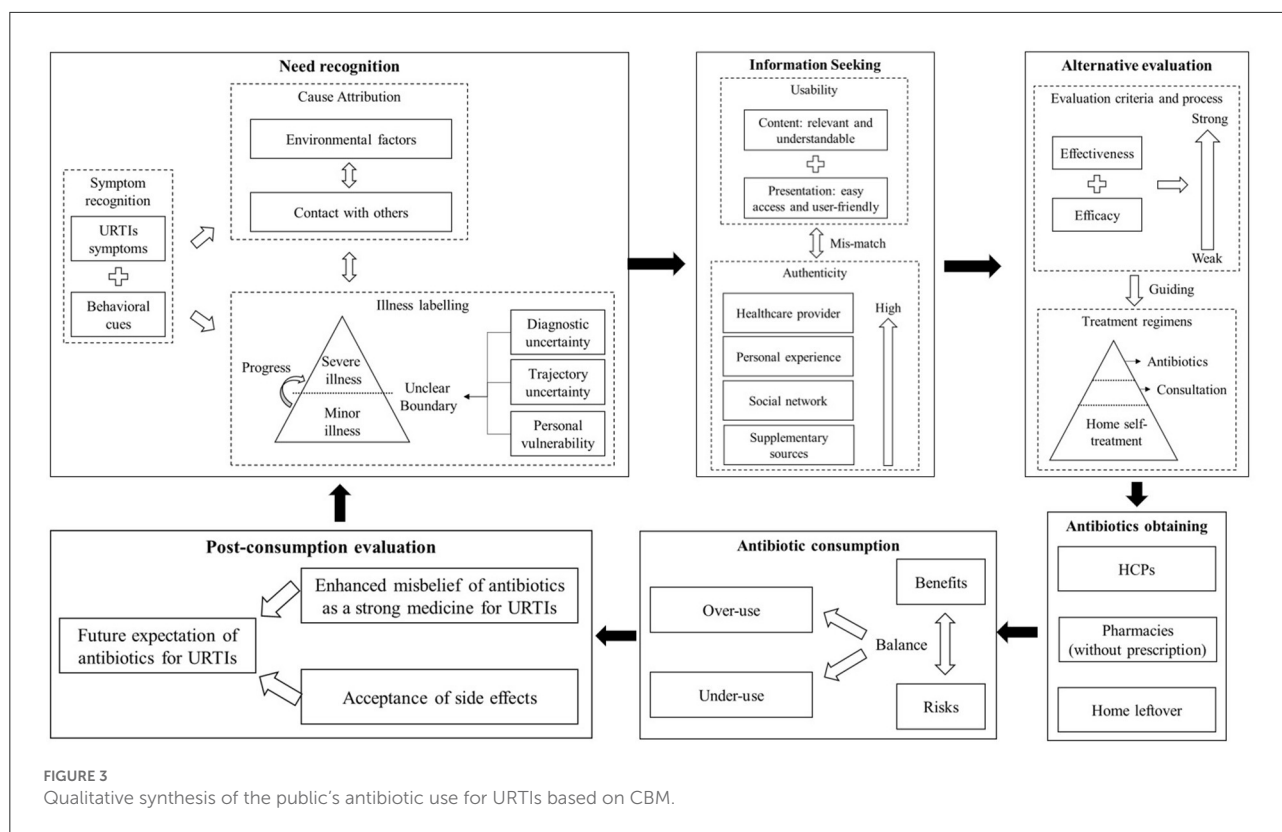 Need recognition
Cause Attribution
Environmental factors
Contact with others
Symptom
recognition
URTIs
symptoms
Behavioral
cues
Illness labelling
Progress
Severe
illness
Minor
illness
Unclear
Boundary
Diagnostic
uncertainty
Trajectory
uncertainty
Personal
vulnerability
Information Seeking
Usability
Content: relevant and
understandable
Presentation: easy
access and user-friendly
Mis-match
Authenticity
Healthcare provider
Personal experience
Social network
Supplementary
sources
High
Alternative evaluation
Evaluation criteria and process
Strong
Effectiveness
Efficacy
Weak
Guiding
Treatment regimens
Antibiotics
Consultation
Home self-
treatment
Antibiotics obtaining
HCPs
Pharmacies
(without prescription)
Home leftover
Antibiotic consumption
Benefits
Over-use
Balance
Under-use
Risks
Post-consumption evaluation
Enhanced misbelief of antibiotics
as a strong medicine for URTIs
Future expectation of
antibiotics for URTIs
Acceptance of side effects
FIGURE 3
Qualitative synthesis of the public's antibiotic use for URTIs based on CBM.